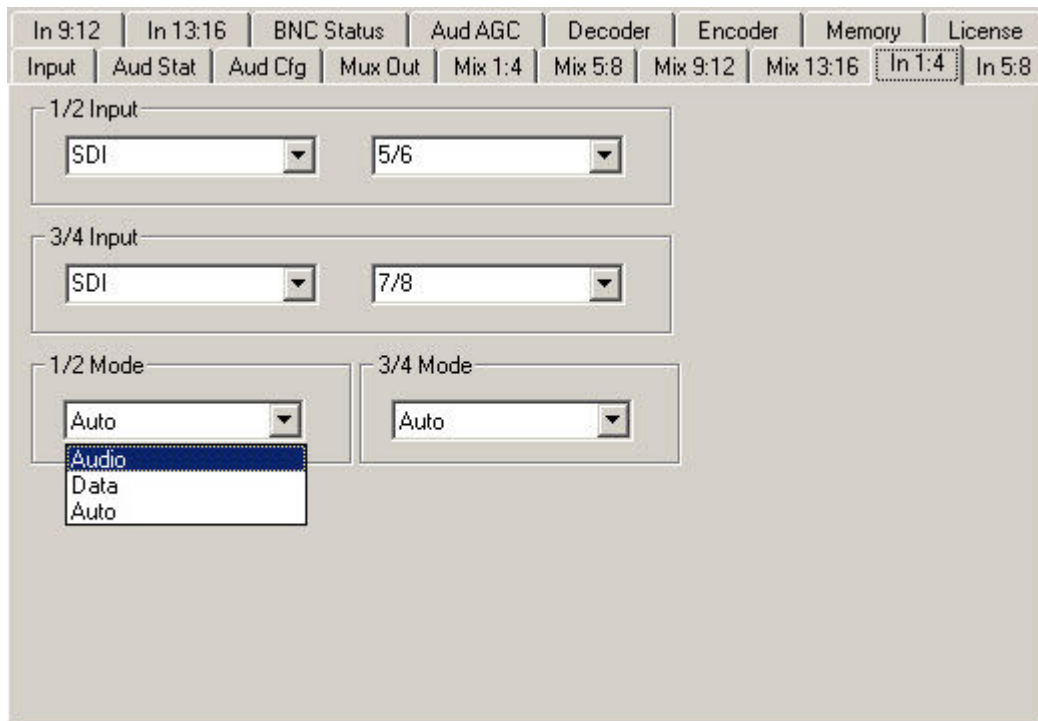 In 9:12 In 13:16 BNC Status Aud AGC Decoder Encoder Memory License
Input Aud Stat Aud Cfg Mux Out Mix 1:4 Mix 5:8 Mix 9:12 Mix 13:16 In 1:4 In 5:8
1/2 Input
SDI 5/6
3/4 Input
SDI 7/8
1/2 Mode 3/4 Mode
Auto Auto
Audio
Data
Auto